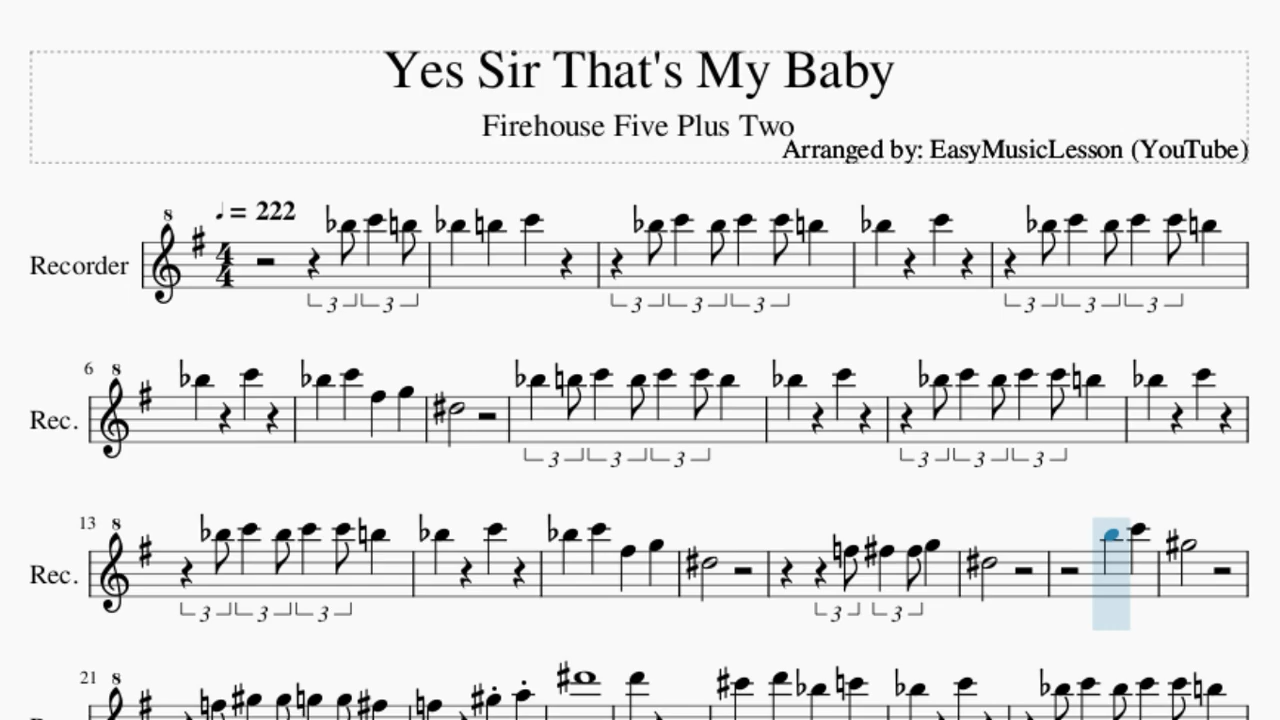 Yes Sir That's My Baby
Firehouse Five Plus Two
Arranged by: EasyMusicLesson (YouTube)
♩ = 222
8
Recorder
4
4
3 3 3 3 3 3 3 3
6
8
Rec.
3 3 3 3 3 3
13
8
Rec.
3 3 3 3 3
21
8